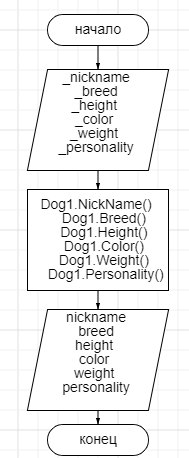 начало
_nickname
_breed
_height
_color
_weight
_personality
Dog1.NickName()
Dog1.Breed()
Dog1.Height()
Dog1.Color()
Dog1.Weight()
Dog1.Personality()
nickname
breed
height
color
weight
personality
конец